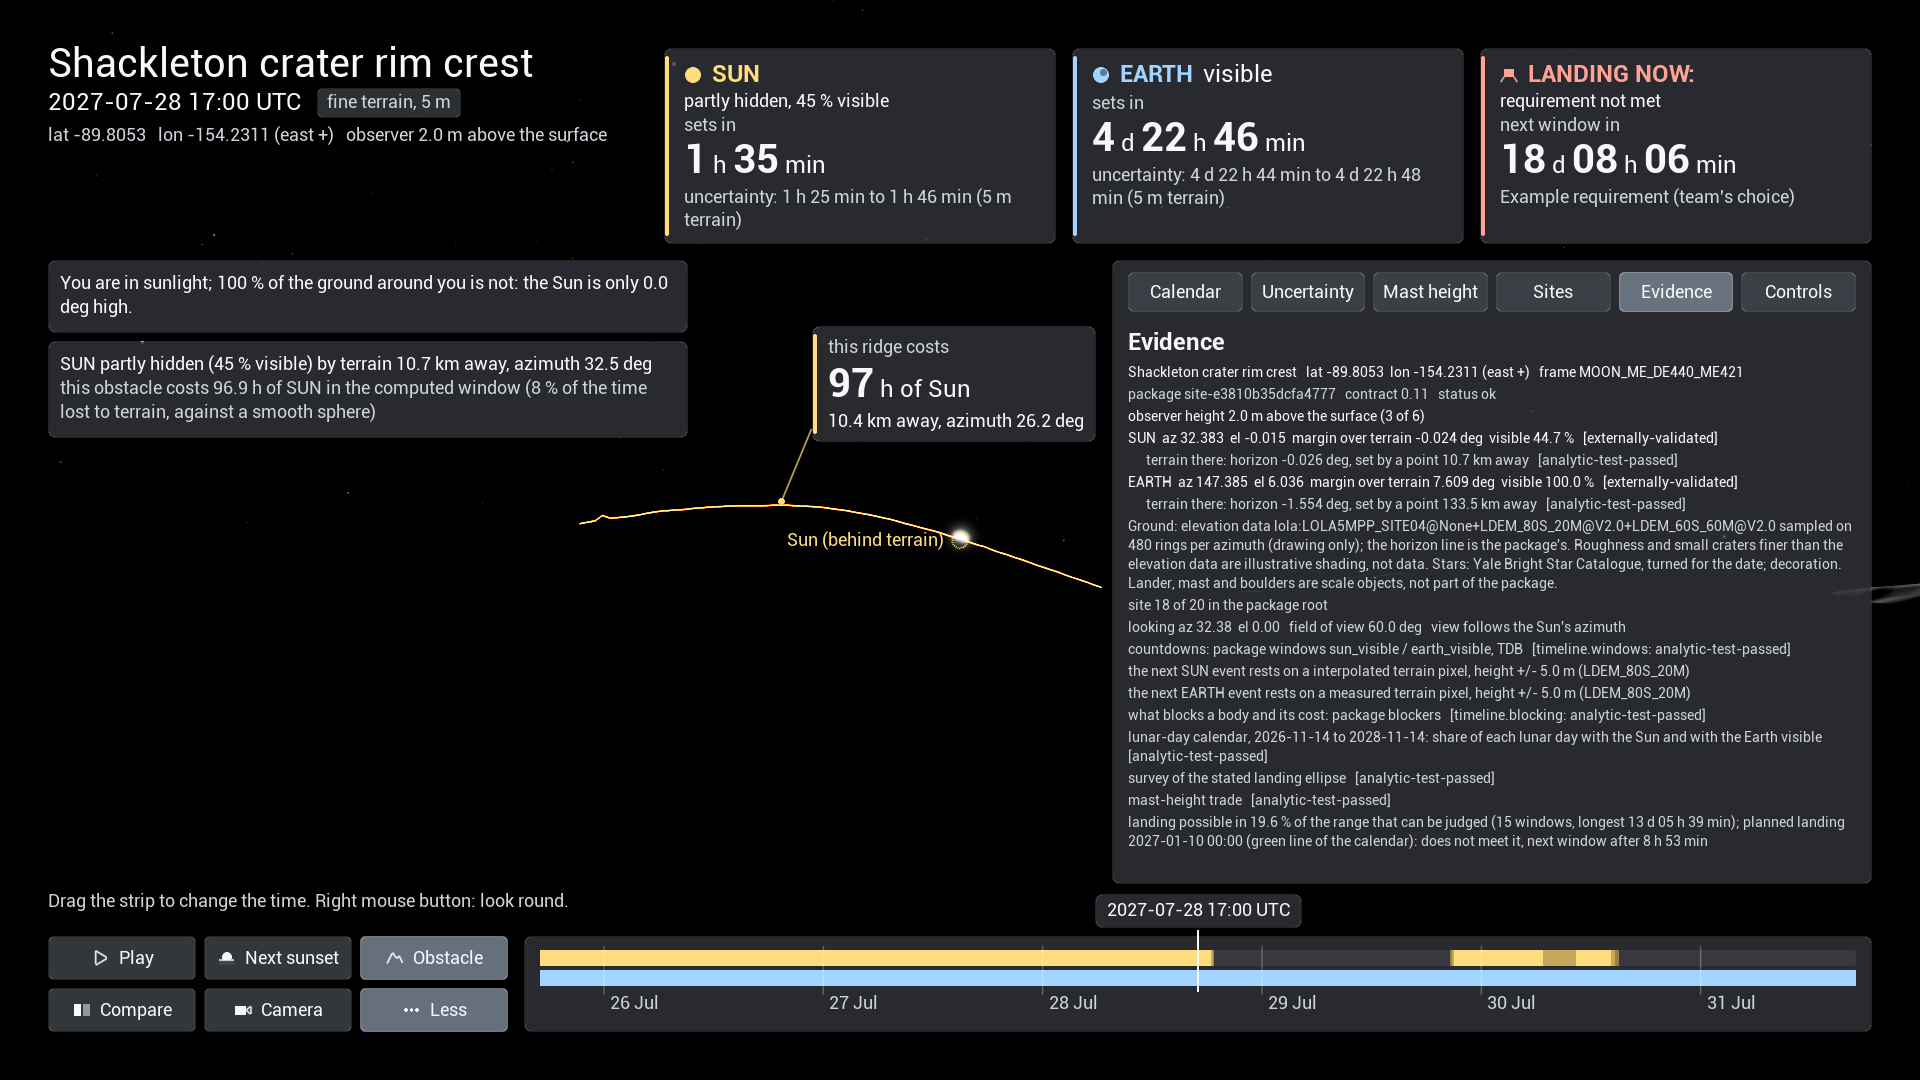 Shackleton crater rim crest
2027-07-28 17:00 UTC fine terrain, 5 m
lat -89.8053 lon -154.2311 (east +) observer 2.0 m above the surface
SUN
partly hidden, 45 % visible
sets in
1 h 35 min
uncertainty: 1 h 25 min to 1 h 46 min (5 m
terrain)
EARTH visible
sets in
4 d 22 h 46 min
uncertainty: 4 d 22 h 44 min to 4 d 22 h 48
min (5 m terrain)
LANDING NOW:
requirement not met
next window in
18 d 08 h 06 min
Example requirement (team's choice)
You are in sunlight; 100 % of the ground around you is not: the Sun is only 0.0
deg high.
SUN partly hidden (45 % visible) by terrain 10.7 km away, azimuth 32.5 deg
this obstacle costs 96.9 h of SUN in the computed window (8 % of the time
lost to terrain, against a smooth sphere)
this ridge costs
97 h of Sun
10.4 km away, azimuth 26.2 deg
Sun (behind terrain)
Calendar Uncertainty Mast height Sites Evidence Controls
Evidence
Shackleton crater rim crest lat -89.8053 lon -154.2311 (east +) frame MOON_ME_DE440_ME421
package site-e3810b35dcfa4777 contract 0.11 status ok
observer height 2.0 m above the surface (3 of 6)
SUN az 32.383 el -0.015 margin over terrain -0.024 deg visible 44.7 % [externally-validated]
terrain there: horizon -0.026 deg, set by a point 10.7 km away [analytic-test-passed]
EARTH az 147.385 el 6.036 margin over terrain 7.609 deg visible 100.0 % [externally-validated]
terrain there: horizon -1.554 deg, set by a point 133.5 km away [analytic-test-passed]
Ground: elevation data lola:LOLA5MPP_SITE04@None+LDEM_80S_20M@V2.0+LDEM_60S_60M@V2.0 sampled on
480 rings per azimuth (drawing only); the horizon line is the package's. Roughness and small craters finer than the
elevation data are illustrative shading, not data. Stars: Yale Bright Star Catalogue, turned for the date; decoration.
Lander, mast and boulders are scale objects, not part of the package.
site 18 of 20 in the package root
looking az 32.38 el 0.00 field of view 60.0 deg view follows the Sun's azimuth
countdowns: package windows sun_visible / earth_visible, TDB [timeline.windows: analytic-test-passed]
the next SUN event rests on a interpolated terrain pixel, height +/- 5.0 m (LDEM_80S_20M)
the next EARTH event rests on a measured terrain pixel, height +/- 5.0 m (LDEM_80S_20M)
what blocks a body and its cost: package blockers [timeline.blocking: analytic-test-passed]
lunar-day calendar, 2026-11-14 to 2028-11-14: share of each lunar day with the Sun and with the Earth visible
[analytic-test-passed]
survey of the stated landing ellipse [analytic-test-passed]
mast-height trade [analytic-test-passed]
landing possible in 19.6 % of the range that can be judged (15 windows, longest 13 d 05 h 39 min); planned landing
2027-01-10 00:00 (green line of the calendar): does not meet it, next window after 8 h 53 min
Drag the strip to change the time. Right mouse button: look round.
2027-07-28 17:00 UTC
Play Next sunset Obstacle
Compare Camera Less
26 Jul 27 Jul 28 Jul 29 Jul 30 Jul 31 Jul